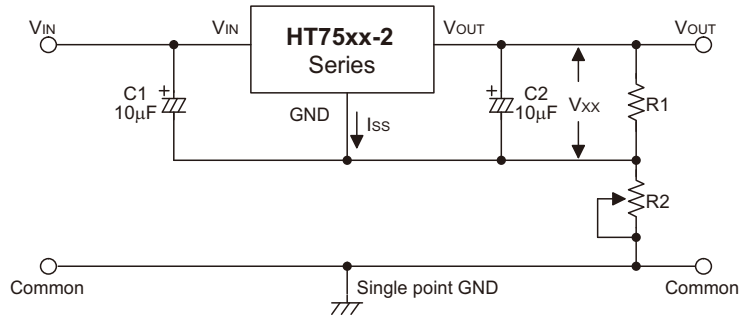 VIN
VIN
HT75xx-2
Series
VOUT
VOUT
C1
10μF
GND
ISS
C2
10μF
VXX
R1
R2
Common
Single point GND
Common